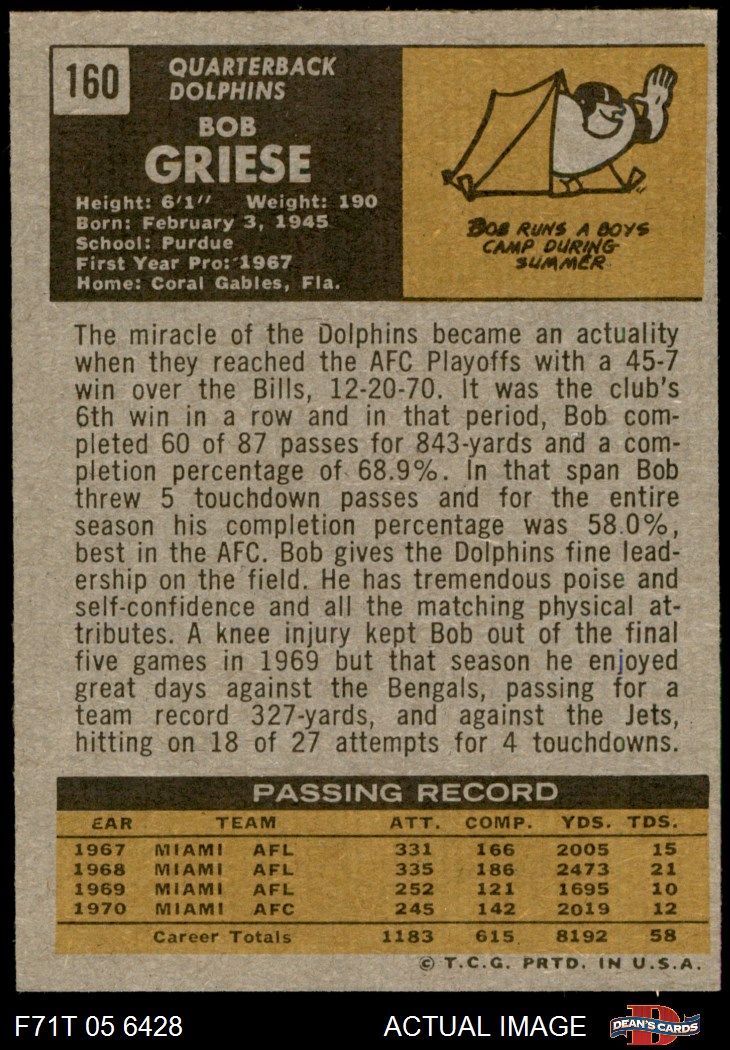 160
QUARTERBACK
DOLPHINS
BOB
GRIESE
Height: 6'1" Weight: 190
Born: February 3, 1945
School: Purdue
First Year Pro: 1967
Home: Coral Gables, Fla.
BOB RUNS A BOYS
CAMP DURING
SUMMER
The miracle of the Dolphins became an actuality
when they reached the AFC Playoffs with a 45-7
win over the Bills, 12-20-70. It was the club's
6th win in a row and in that period, Bob com-
pleted 60 of 87 passes for 843-yards and a com-
pletion percentage of 68.9%. In that span Bob
threw 5 touchdown passes and for the entire
season his completion percentage was 58.0%,
best in the AFC. Bob gives the Dolphins fine lead-
ership on the field. He has tremendous poise and
self-confidence and all the matching physical at-
tributes. A knee injury kept Bob out of the final
five games in 1969 but that season he enjoyed
great days against the Bengals, passing for a
team record 327-yards, and against the Jets,
hitting on 18 of 27 attempts for 4 touchdowns.
PASSING RECORD
EAR TEAM ATT. COMP. YDS. TDS.
1967 MIAMI AFL 331 166 2005 15
1968 MIAMI AFL 335 186 2473 21
1969 MIAMI AFL 252 121 1695 10
1970 MIAMI AFC 245 142 2019 12
Career Totals 1183 615 8192 58
© T.C.G. PRTD. IN U.S.A.
F71T 05 6428 ACTUAL IMAGE
D
DEAN'S CARDS